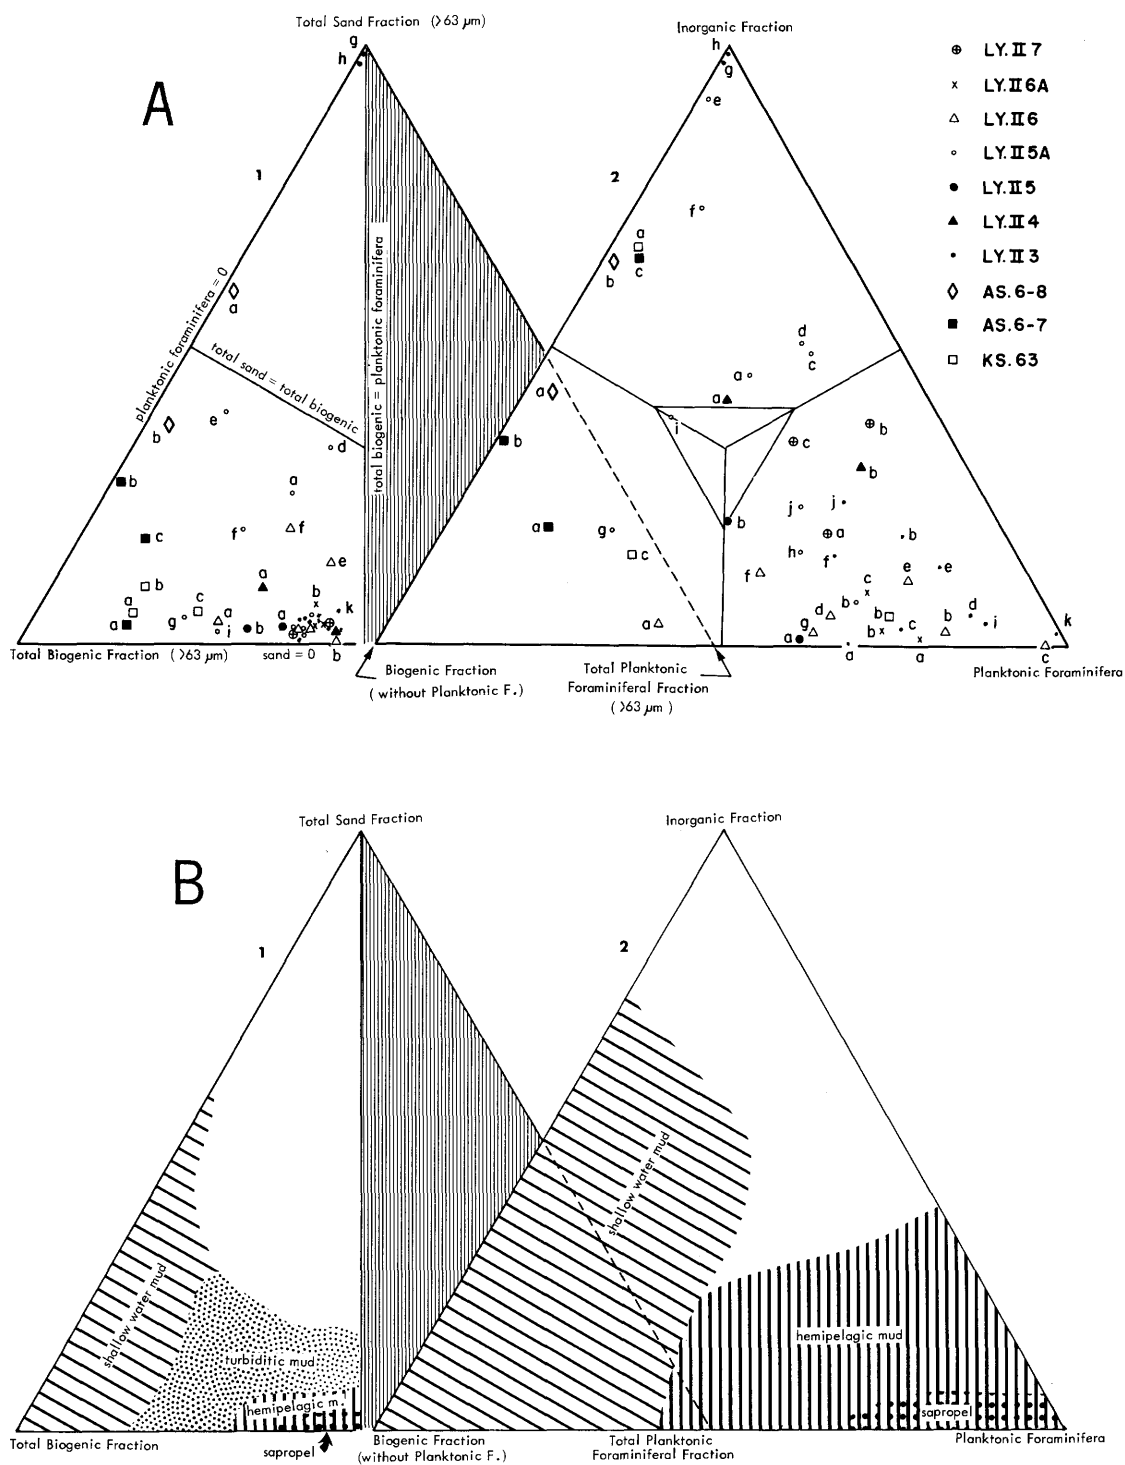 Total Sand Fraction (>63 µm)
Inorganic Fraction
A
1
2
g
h
h
g
e
f
a
c
b
d
c
a
a
i
planktonic foraminifera = 0
total sand = total biogenic
total biogenic = planktonic foraminifera
LY.II 7
LY.II 6A
LY.II 6
LY.II 5A
LY.II 5
LY.II 4
LY.II 3
AS.6-8
AS.6-7
KS.63
a
b
e
d
b
a
f
f
c
e
a
b
b
c
k
a
a
a
g
i
b
a
b
a
b
a
g
c
a
b
c
b
b
j
j
a
b
h
f
f
e
e
c
d
b
b
d
g
i
k
a
b
c
b
a
a
c
Total Biogenic Fraction (>63 µm)
sand = 0
Biogenic Fraction
(without Planktonic F.)
Total Planktonic
Foraminiferal Fraction
(>63 µm)
Planktonic Foraminifera
Total Sand Fraction
Inorganic Fraction
B
1
2
shallow water mud
turbiditic mud
hemipelagic m.
sapropel
shallow water mud
hemipelagic mud
sapropel
Total Biogenic Fraction
Biogenic Fraction
(without Planktonic F.)
Total Planktonic
Foraminiferal Fraction
Planktonic Foraminifera